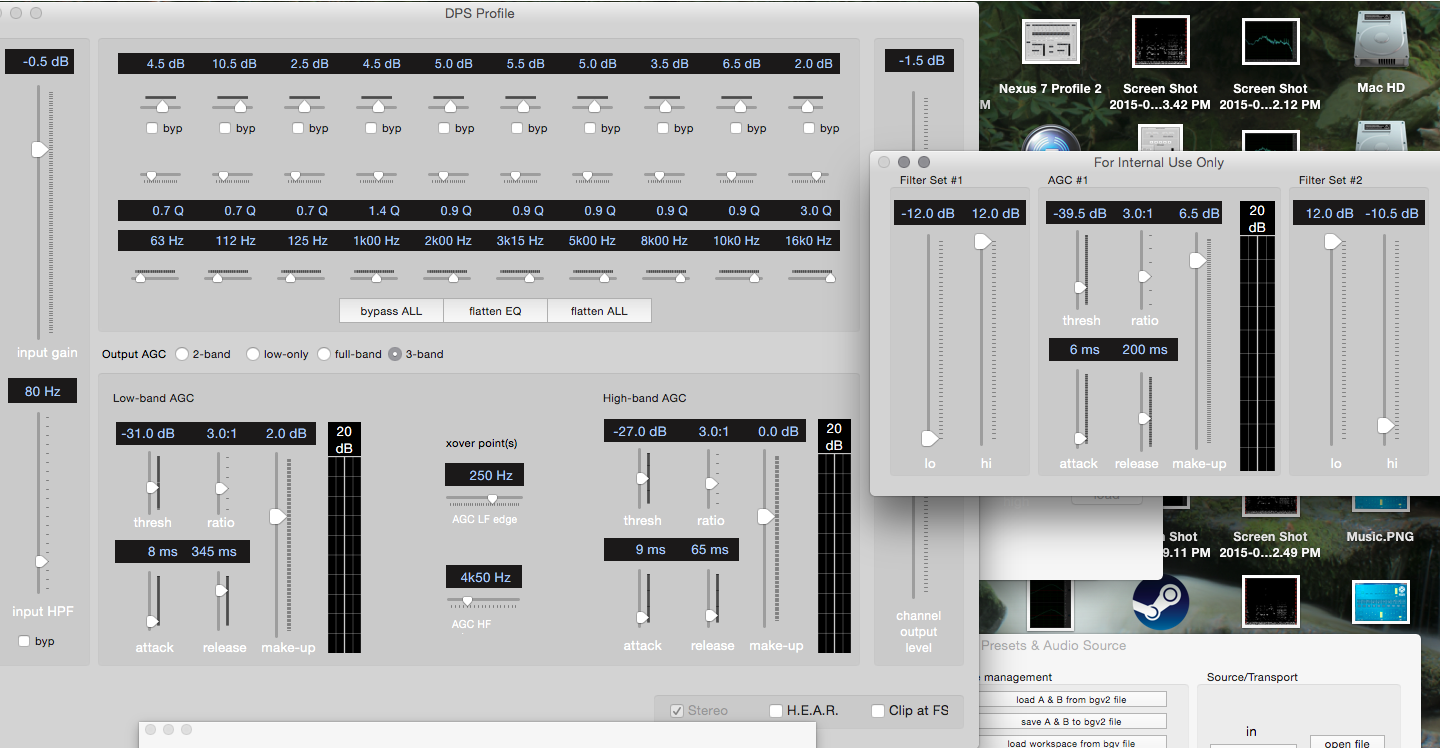 DPS Profile
-0.5 dB
4.5 dB 10.5 dB 2.5 dB 4.5 dB 5.0 dB 5.5 dB 5.0 dB 3.5 dB 6.5 dB 2.0 dB
-1.5 dB
byp byp byp byp byp byp byp byp byp byp
0.7 Q 0.7 Q 0.7 Q 1.4 Q 0.9 Q 0.9 Q 0.9 Q 0.9 Q 0.9 Q 3.0 Q
63 Hz 112 Hz 125 Hz 1k00 Hz 2k00 Hz 3k15 Hz 5k00 Hz 8k00 Hz 10k0 Hz 16k0 Hz
bypass ALL flatten EQ flatten ALL
input gain
Output AGC 2-band low-only full-band 3-band
80 Hz
input HPF
byp
Low-band AGC
-31.0 dB 3.0:1 2.0 dB
20
dB
thresh ratio
8 ms 345 ms
attack release make-up
xover point(s)
250 Hz
AGC LF edge
4k50 Hz
AGC HF
High-band AGC
-27.0 dB 3.0:1 0.0 dB
20
dB
thresh ratio
9 ms 65 ms
attack release make-up
channel
output
level
Stereo H.E.A.R. Clip at FS
Nexus 7 Profile 2
Screen Shot
2015-0...3.42 PM
Screen Shot
2015-0...2.12 PM
Mac HD
M
For Internal Use Only
Filter Set #1
-12.0 dB 12.0 dB
lo hi
AGC #1
-39.5 dB 3.0:1 6.5 dB
20
dB
thresh ratio
6 ms 200 ms
attack release make-up
Filter Set #2
12.0 dB -10.5 dB
lo hi
load
n Shot
9.11 PM
Screen Shot
2015-0...2.49 PM
Music.PNG
Presets & Audio Source
management
load A & B from bgv2 file
save A & B to bgv2 file
load workspace from bgv file
Source/Transport
in
open file